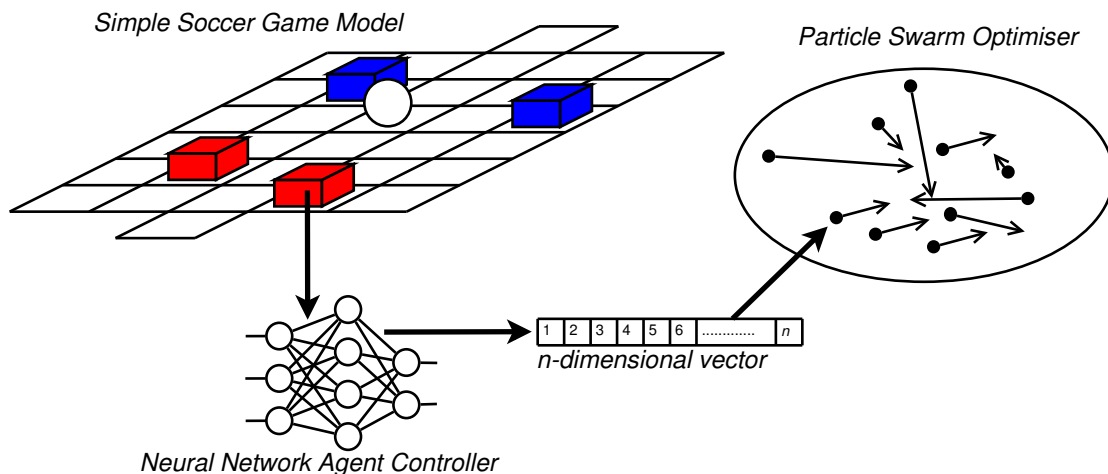 Simple Soccer Game Model
Particle Swarm Optimiser
1 2 3 4 5 6 ............. n
n-dimensional vector
Neural Network Agent Controller